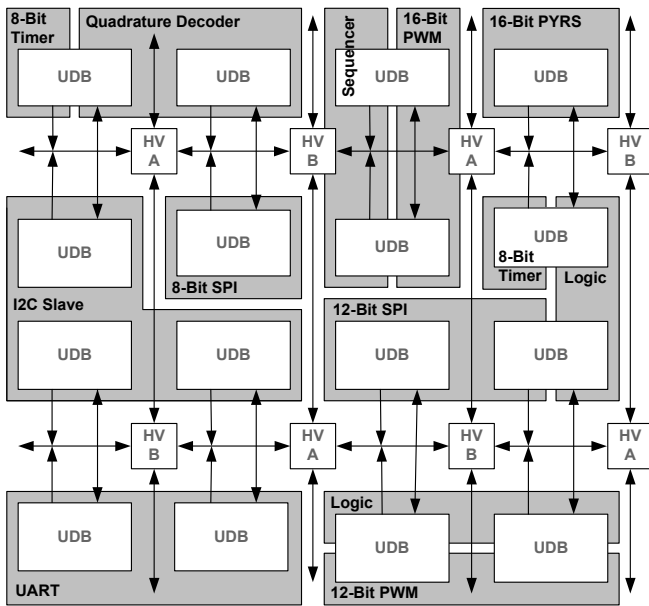 8-Bit
Timer
Quadrature Decoder
Sequencer
16-Bit
PWM
16-Bit PYRS
UDB
UDB
UDB
UDB
HV
A
HV
B
HV
A
HV
B
UDB
UDB
UDB
UDB
8-Bit
Timer
8-Bit SPI
Logic
I2C Slave
12-Bit SPI
UDB
UDB
UDB
UDB
HV
B
HV
A
HV
B
HV
A
Logic
UDB
UDB
UDB
UDB
UART
12-Bit PWM